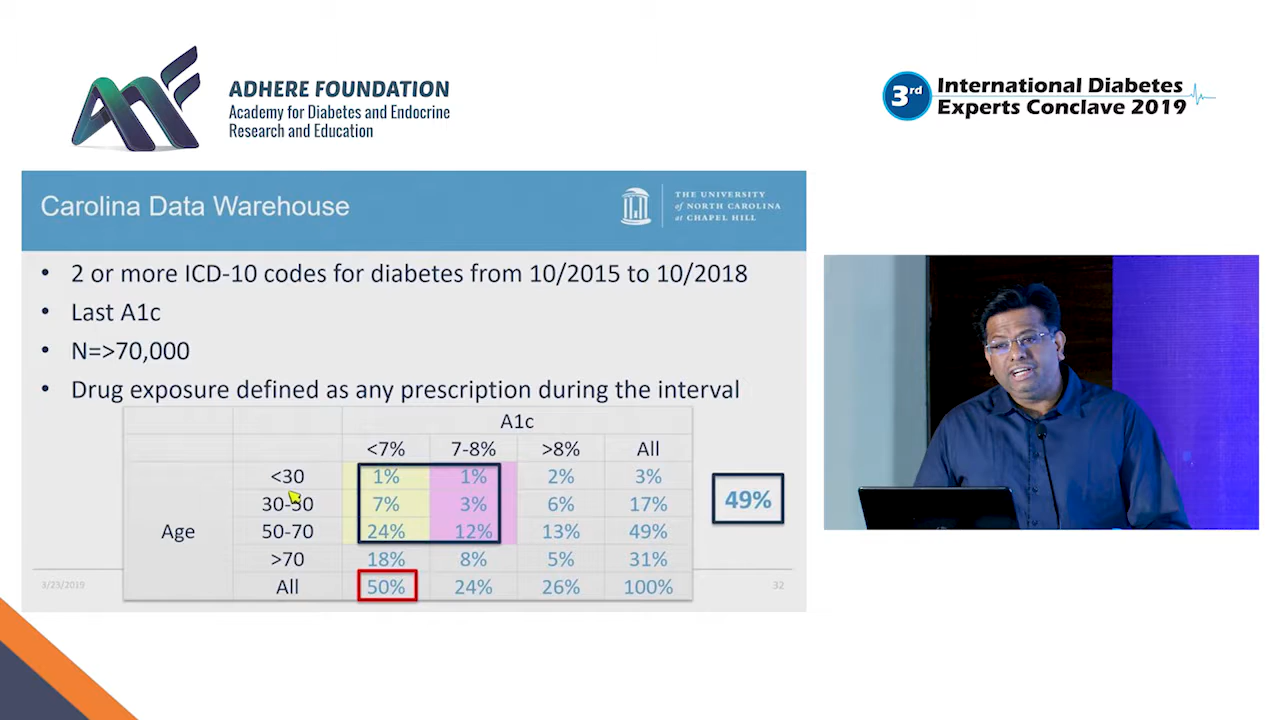 ADHERE FOUNDATION
Academy for Diabetes and Endocrine
Research and Education
3rd
International Diabetes
Experts Conclave 2019
Carolina Data Warehouse
THE UNIVERSITY
of NORTH CAROLINA
at CHAPEL HILL
• 2 or more ICD-10 codes for diabetes from 10/2015 to 10/2018
• Last A1c
• N=>70,000
• Drug exposure defined as any prescription during the interval
A1c
<7% 7-8% >8% All
<30 1% 1% 2% 3%
30-50 7% 3% 6% 17%
Age 50-70 24% 12% 13% 49%
>70 18% 8% 5% 31%
All 50% 24% 26% 100%
49%
3/23/2019
32